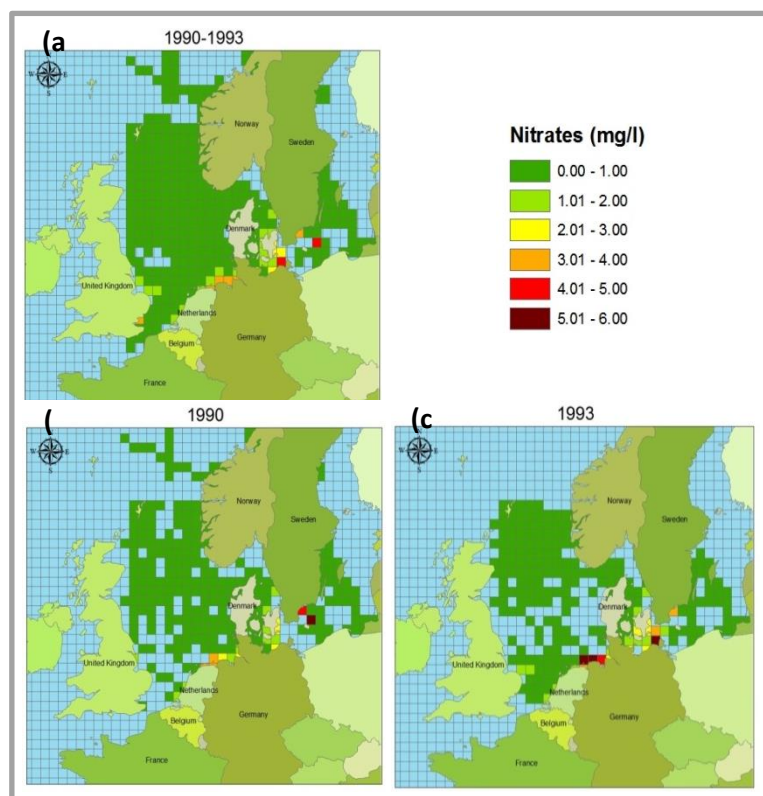 (a
1990-1993
N
W E
S
Norway
Sweden
Denmark
United Kingdom
Netherlands
Belgium
Germany
France
Nitrates (mg/l)
0.00 - 1.00
1.01 - 2.00
2.01 - 3.00
3.01 - 4.00
4.01 - 5.00
5.01 - 6.00
(
1990
N
W E
S
Norway
Sweden
Denmark
United Kingdom
Netherlands
Belgium
Germany
France
(c
1993
N
W E
S
Norway
Sweden
Denmark
United Kingdom
Netherlands
Belgium
Germany
France